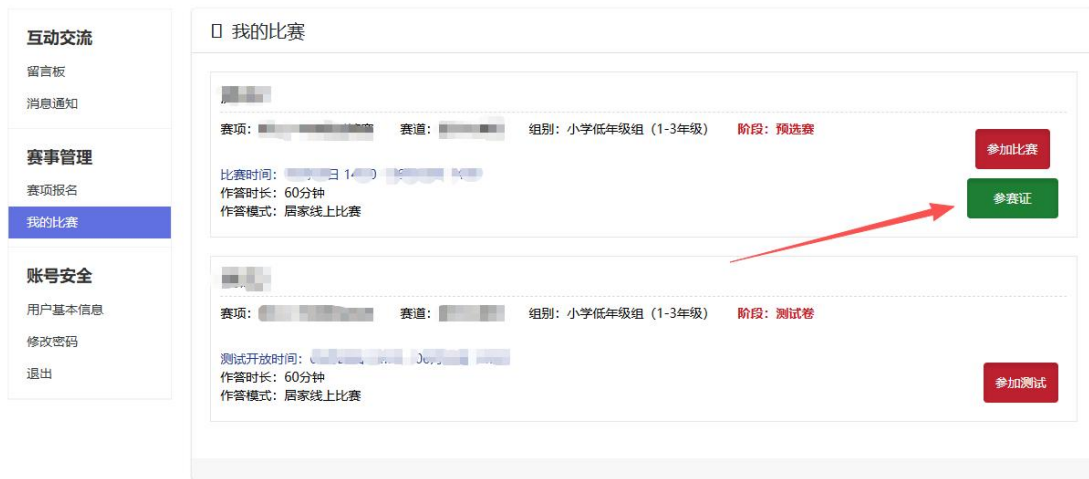 互动交流
留言板
消息通知
赛事管理
赛项报名
我的比赛
账号安全
用户基本信息
修改密码
退出
我的比赛
赛项： 赛道： 组别：小学低年级组（1-3年级） 阶段：预选赛
比赛时间： 日
作答时长：60分钟
作答模式：居家线上比赛
参加比赛
参赛证
赛项： 赛道： 组别：小学低年级组（1-3年级） 阶段：测试卷
测试开放时间：
作答时长：60分钟
作答模式：居家线上比赛
参加测试